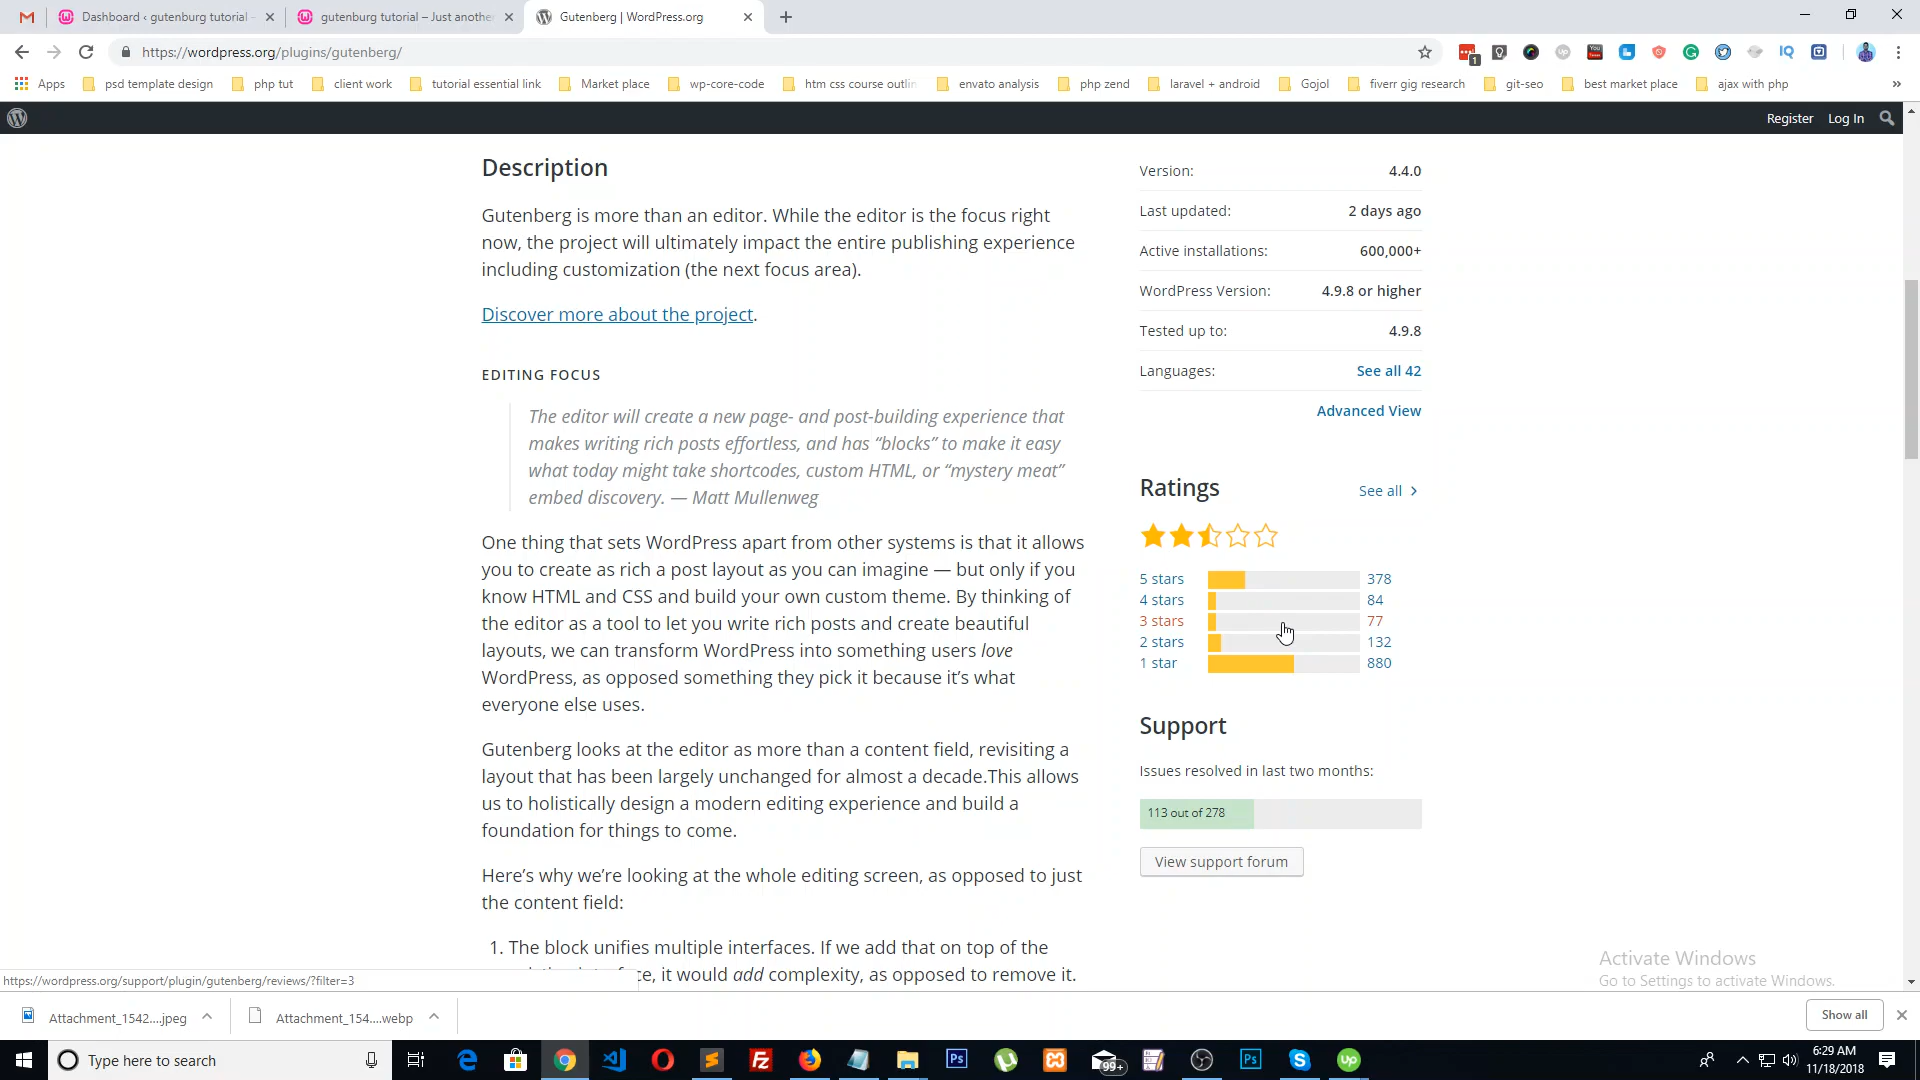 Dashboard ‹ gutenburg tutorial -
gutenburg tutorial – Just anothe
Gutenberg | WordPress.org
https://wordpress.org/plugins/gutenberg/
Apps
psd template design
php tut
client work
tutorial essential link
Market place
wp-core-code
htm css course outlin
envato analysis
php zend
laravel + android
Gojol
fiverr gig research
git-seo
best market place
ajax with php
»
Register
Log In
Description
Gutenberg is more than an editor. While the editor is the focus right
now, the project will ultimately impact the entire publishing experience
including customization (the next focus area).
Discover more about the project.
EDITING FOCUS
The editor will create a new page- and post-building experience that
makes writing rich posts effortless, and has “blocks” to make it easy
what today might take shortcodes, custom HTML, or “mystery meat”
embed discovery. — Matt Mullenweg
One thing that sets WordPress apart from other systems is that it allows
you to create as rich a post layout as you can imagine — but only if you
know HTML and CSS and build your own custom theme. By thinking of
the editor as a tool to let you write rich posts and create beautiful
layouts, we can transform WordPress into something users love
WordPress, as opposed something they pick it because it’s what
everyone else uses.
Gutenberg looks at the editor as more than a content field, revisiting a
layout that has been largely unchanged for almost a decade.This allows
us to holistically design a modern editing experience and build a
foundation for things to come.
Here’s why we’re looking at the whole editing screen, as opposed to just
the content field:
1. The block unifies multiple interfaces. If we add that on top of the
ce, it would add complexity, as opposed to remove it.
Version: 4.4.0
Last updated: 2 days ago
Active installations: 600,000+
WordPress Version: 4.9.8 or higher
Tested up to: 4.9.8
Languages: See all 42
Advanced View
Ratings See all
5 stars 378
4 stars 84
3 stars 77
2 stars 132
1 star 880
Support
Issues resolved in last two months:
113 out of 278
View support forum
Activate Windows
Go to Settings to activate Windows.
https://wordpress.org/support/plugin/gutenberg/reviews/?filter=3
Attachment_1542....jpeg
Attachment_154....webp
Show all
Type here to search
99+
6:29 AM
11/18/2018